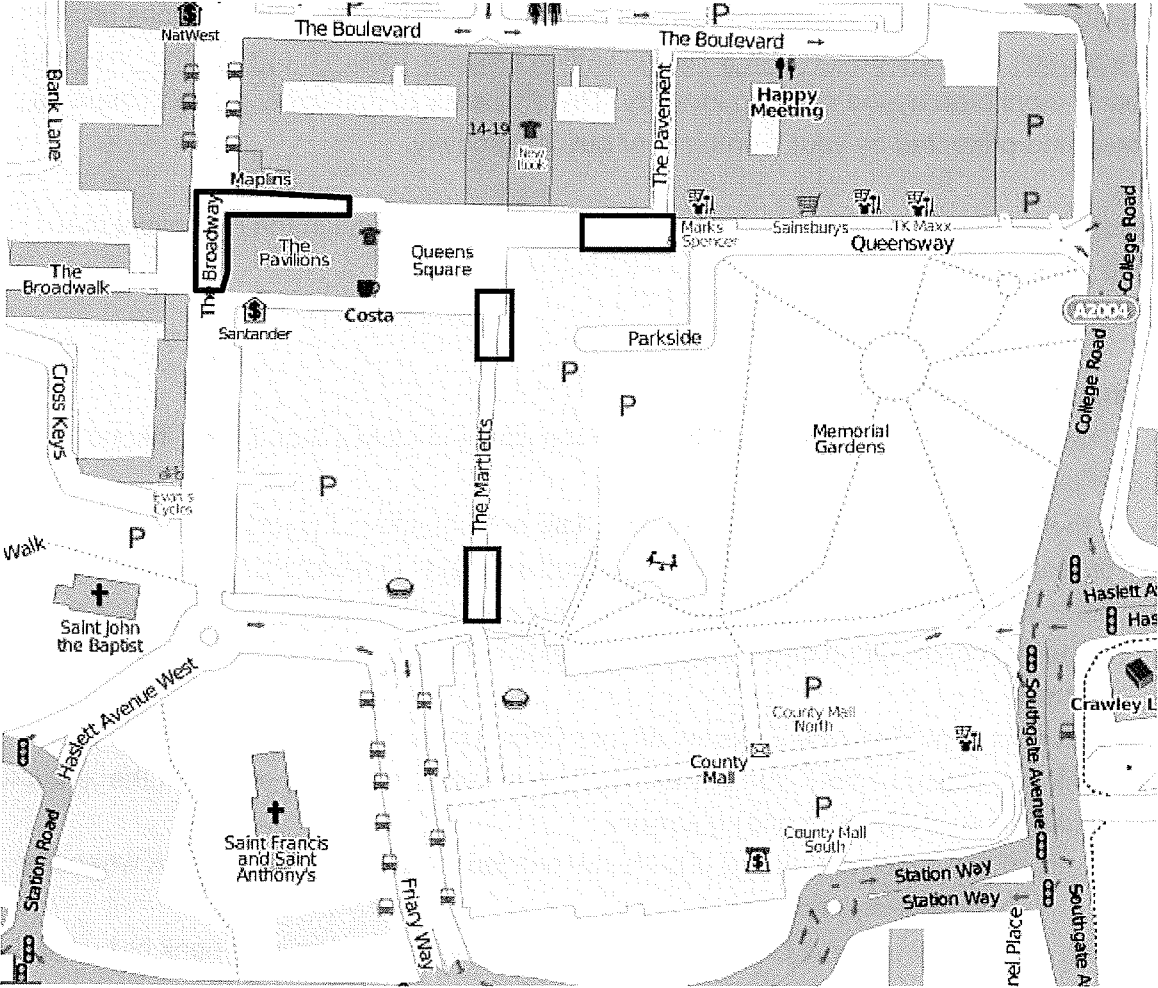 P
P
NatWest
The Boulevard
The Boulevard
Bank Lane
The Pavement
Happy
Meeting
P
14-19
New
Look
Maplins
The Broadway
P
Marks
Spencer
Sainsburys
TK Maxx
College Road
The
Pavilions
Queens
Square
Queensway
The
Broadwalk
Santander
Costa
Parkside
A2004
College Road
Cross Keys
P
P
Memorial
Gardens
The Martletts
P
Evan's
Cycles
P
Walk
Saint John
the Baptist
Haslett A
Has
Haslett Avenue West
P
County Mall
North
Southgate Avenue
Crawley L
County
Mall
P
County Mall
South
Saint Francis
and Saint
Anthony's
Station Road
Friary Way
Station Way
Station Way
nel Place
Southgate A